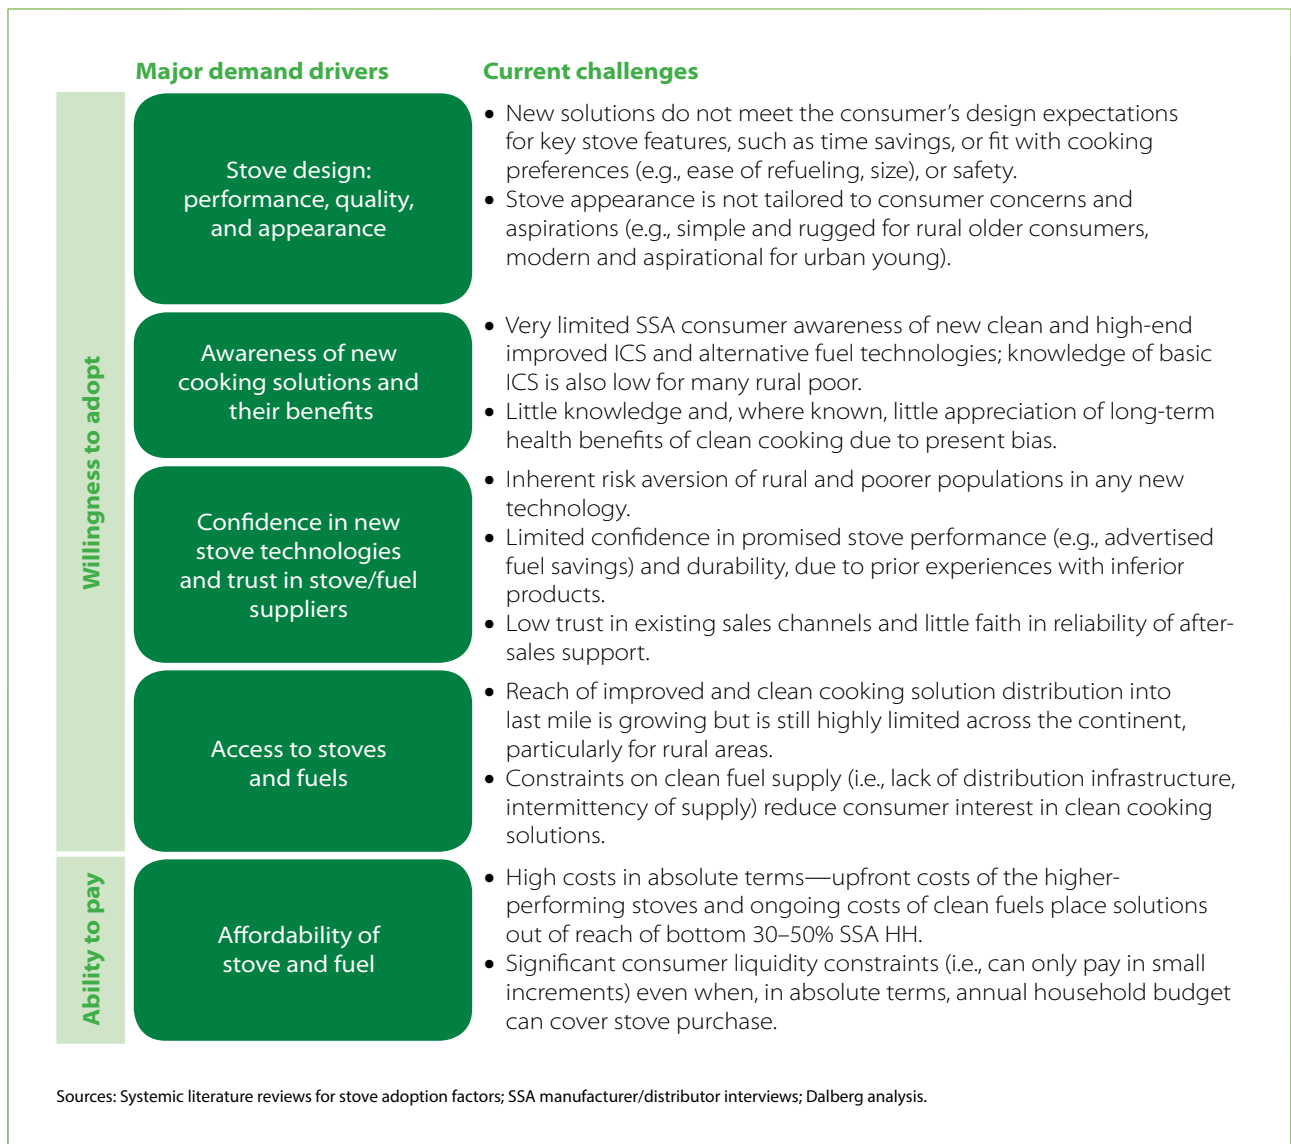 Major demand drivers
Current challenges
Willingness to adopt
Stove design:
performance, quality,
and appearance
• New solutions do not meet the consumer’s design expectations
for key stove features, such as time savings, or fit with cooking
preferences (e.g., ease of refueling, size), or safety.
• Stove appearance is not tailored to consumer concerns and
aspirations (e.g., simple and rugged for rural older consumers,
modern and aspirational for urban young).
Awareness of new
cooking solutions and
their benefits
• Very limited SSA consumer awareness of new clean and high-end
improved ICS and alternative fuel technologies; knowledge of basic
ICS is also low for many rural poor.
• Little knowledge and, where known, little appreciation of long-term
health benefits of clean cooking due to present bias.
Confidence in new
stove technologies
and trust in stove/fuel
suppliers
• Inherent risk aversion of rural and poorer populations in any new
technology.
• Limited confidence in promised stove performance (e.g., advertised
fuel savings) and durability, due to prior experiences with inferior
products.
• Low trust in existing sales channels and little faith in reliability of after-
sales support.
Access to stoves
and fuels
• Reach of improved and clean cooking solution distribution into
last mile is growing but is still highly limited across the continent,
particularly for rural areas.
• Constraints on clean fuel supply (i.e., lack of distribution infrastructure,
intermittency of supply) reduce consumer interest in clean cooking
solutions.
Ability to pay
Affordability of
stove and fuel
• High costs in absolute terms—upfront costs of the higher-
performing stoves and ongoing costs of clean fuels place solutions
out of reach of bottom 30–50% SSA HH.
• Significant consumer liquidity constraints (i.e., can only pay in small
increments) even when, in absolute terms, annual household budget
can cover stove purchase.
Sources: Systemic literature reviews for stove adoption factors; SSA manufacturer/distributor interviews; Dalberg analysis.